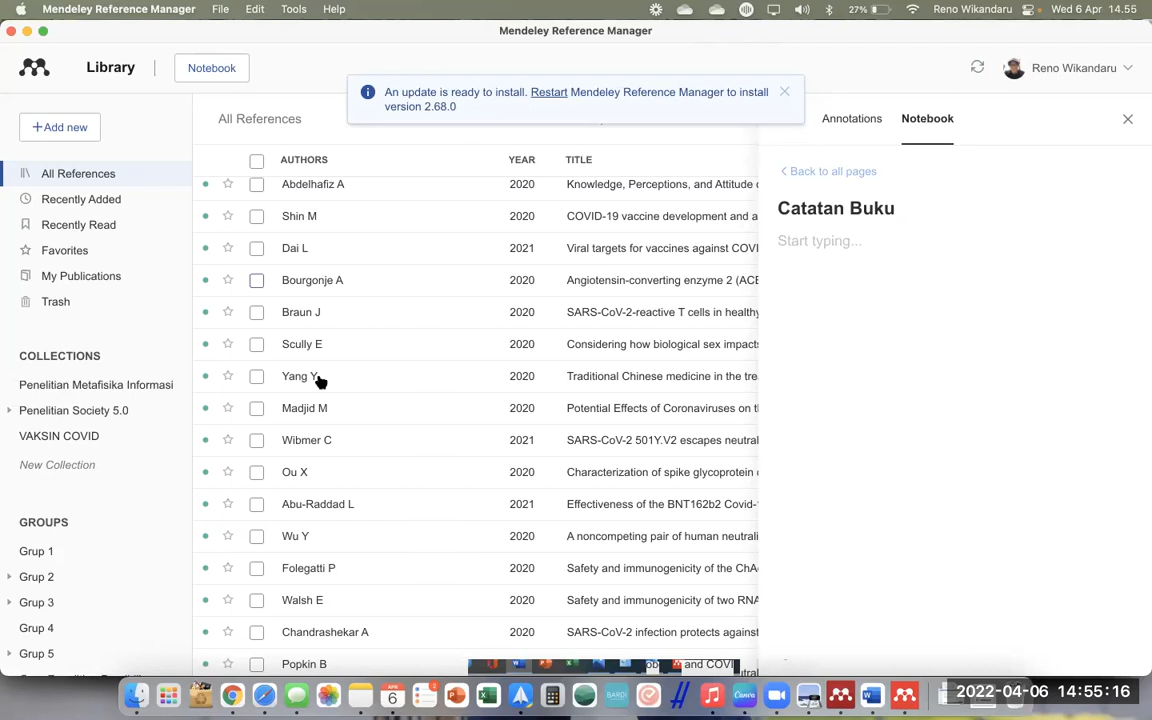 Mendeley Reference Manager File Edit Tools Help 27% Reno Wikandaru Wed 6 Apr 14.55
Mendeley Reference Manager
Library Notebook Reno Wikandaru
An update is ready to install. Restart Mendeley Reference Manager to install
version 2.68.0
+Add new
All References
Recently Added
Recently Read
Favorites
My Publications
Trash
COLLECTIONS
Penelitian Metafisika Informasi
Penelitian Society 5.0
VAKSIN COVID
New Collection
GROUPS
Grup 1
Grup 2
Grup 3
Grup 4
Grup 5
All References
AUTHORS YEAR TITLE
Abdelhafiz A 2020 Knowledge, Perceptions, and Attitude
Shin M 2020 COVID-19 vaccine development and a
Dai L 2021 Viral targets for vaccines against COVI
Bourgonje A 2020 Angiotensin-converting enzyme 2 (ACE
Braun J 2020 SARS-CoV-2-reactive T cells in healthy
Scully E 2020 Considering how biological sex impacts
Yang Y 2020 Traditional Chinese medicine in the tre
Madjid M 2020 Potential Effects of Coronaviruses on t
Wibmer C 2021 SARS-CoV-2 501Y.V2 escapes neutral
Ou X 2020 Characterization of spike glycoprotein
Abu-Raddad L 2021 Effectiveness of the BNT162b2 Covid-
Wu Y 2020 A noncompeting pair of human neutrali
Folegatti P 2020 Safety and immunogenicity of the ChA
Walsh E 2020 Safety and immunogenicity of two RNA
Chandrashekar A 2020 SARS-CoV-2 infection protects against
Popkin B 2020 and COVI
Annotations Notebook
Back to all pages
Catatan Buku
Start typing...
BARDI Canva
2022-04-06 14:55:16